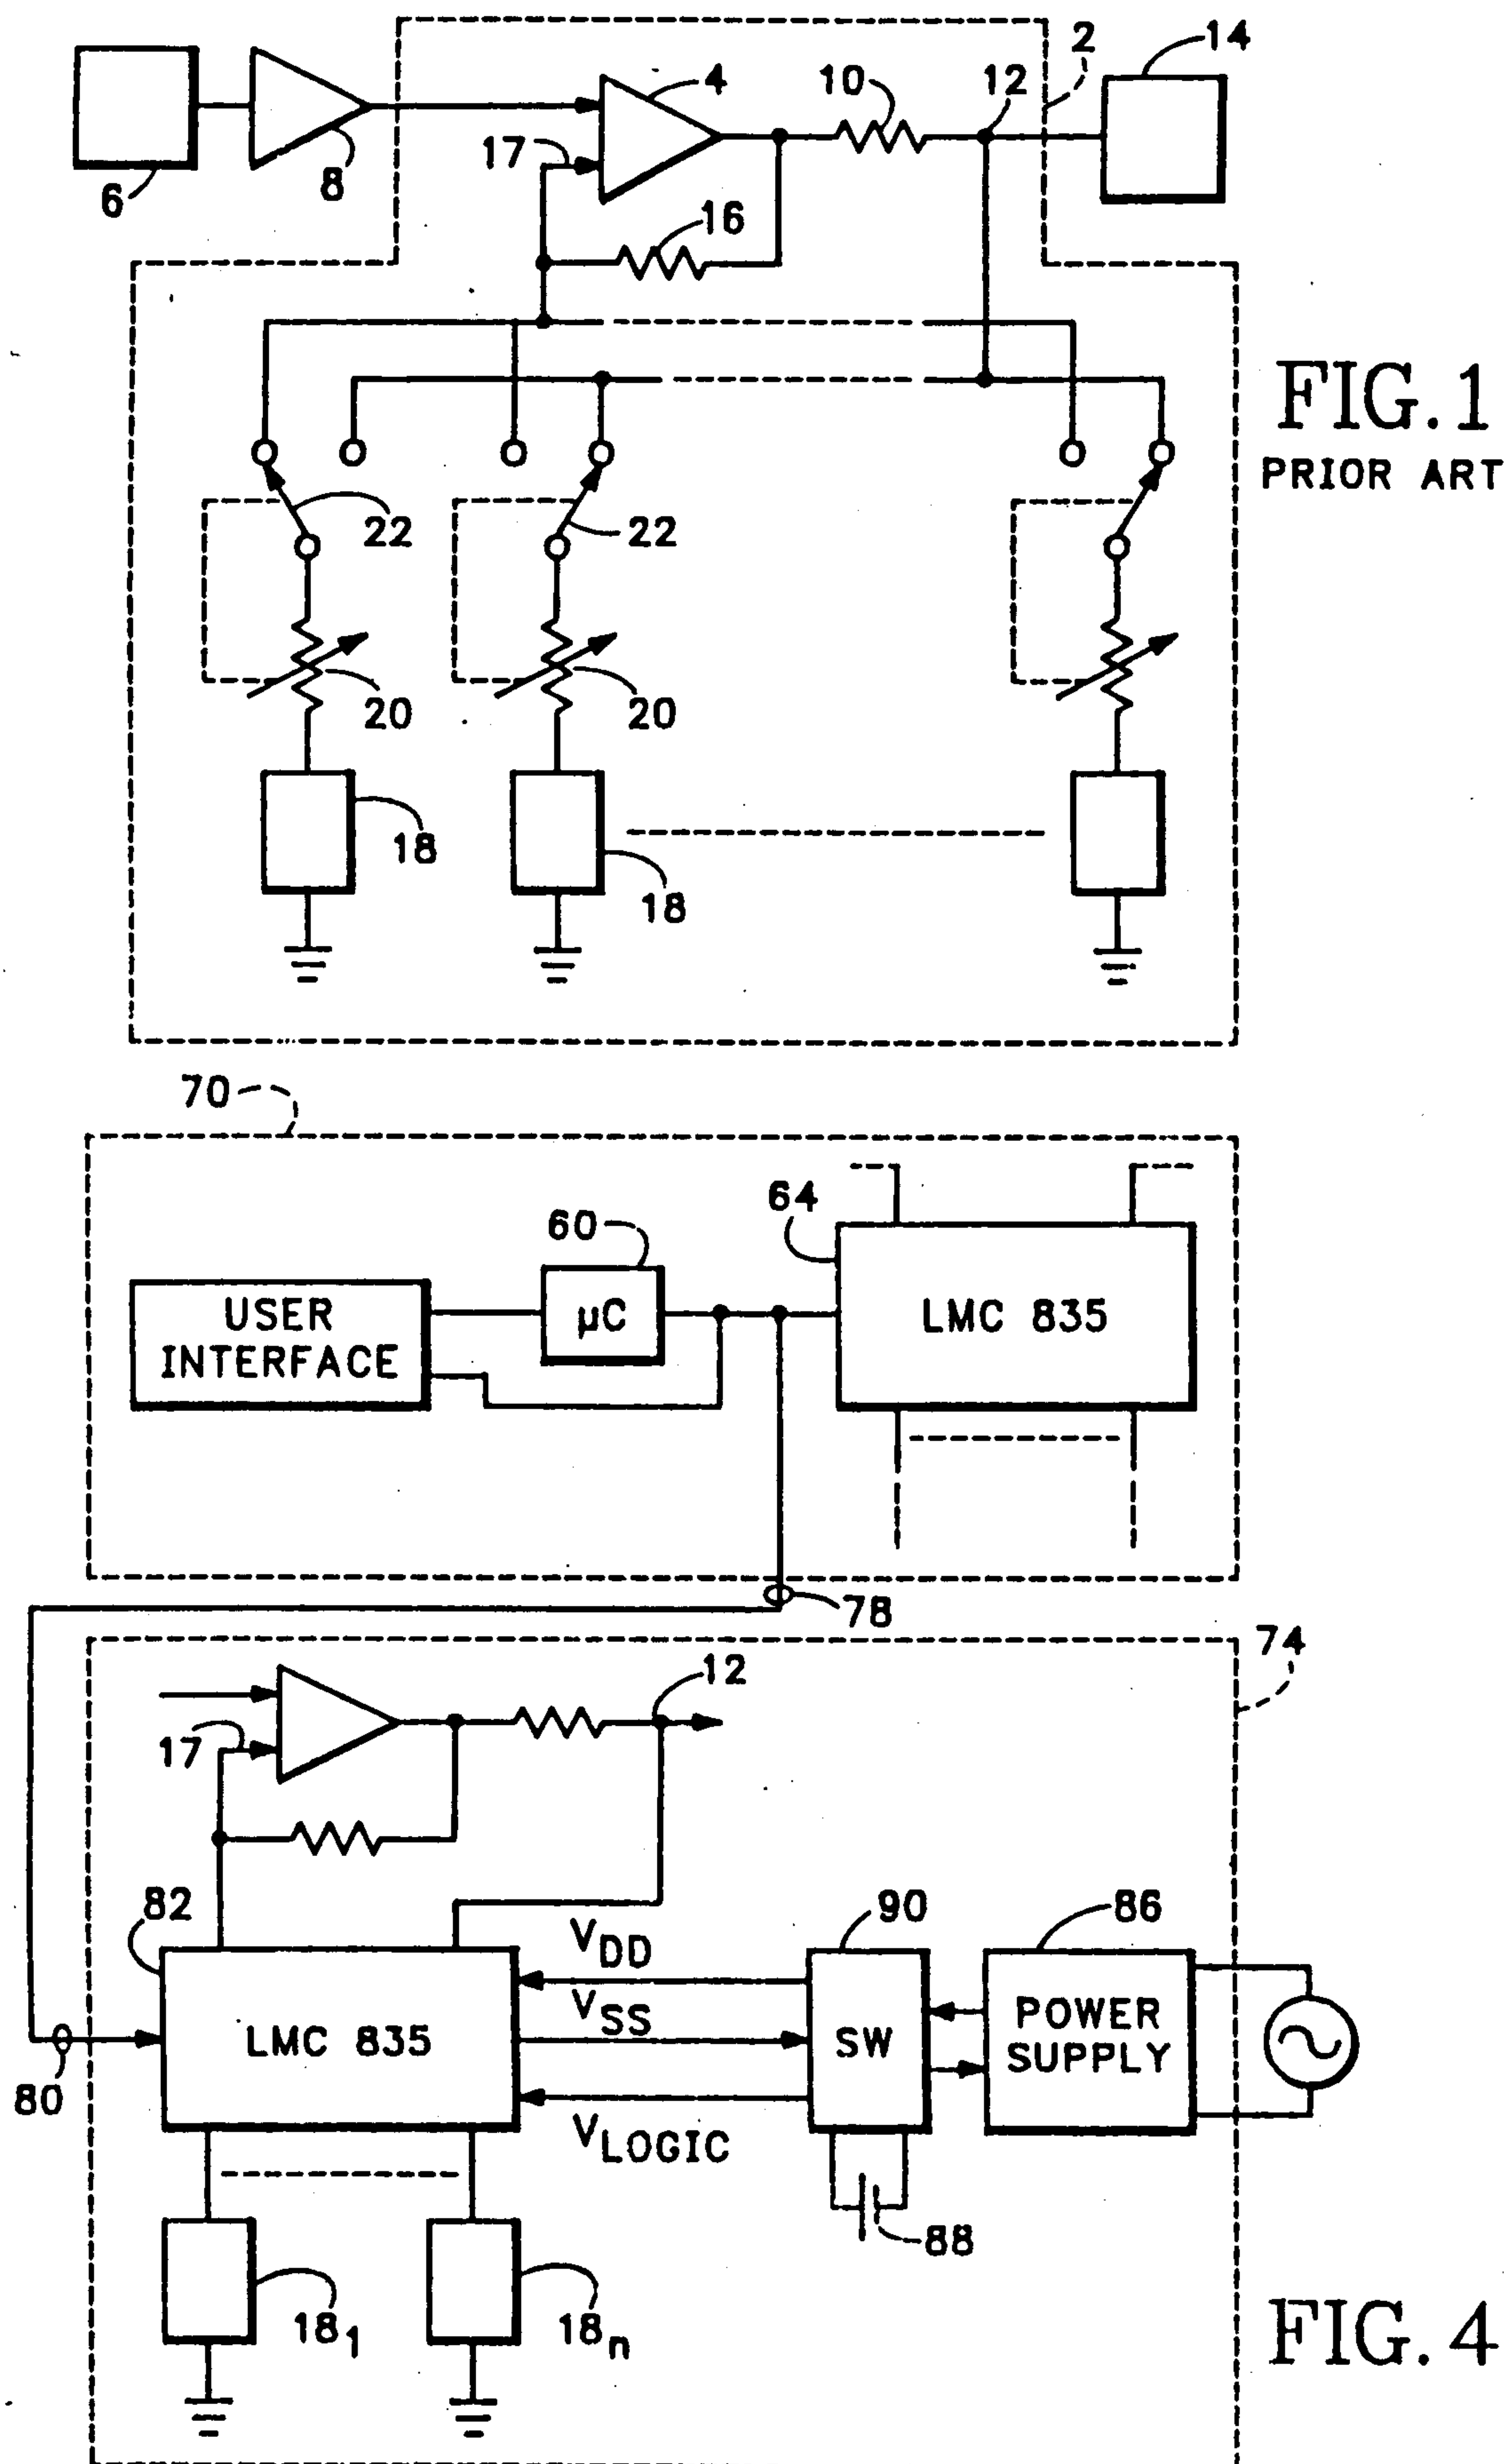 2
14
4
10
12
17
6
8
16
FIG. 1
PRIOR ART
22
22
20
20
18
18
70
64
60
USER
INTERFACE
µC
LMC 835
78
74
12
17
82
90
86
VDD
VSS
LMC 835
SW
POWER
SUPPLY
80
VLOGIC
88
181
18n
FIG. 4